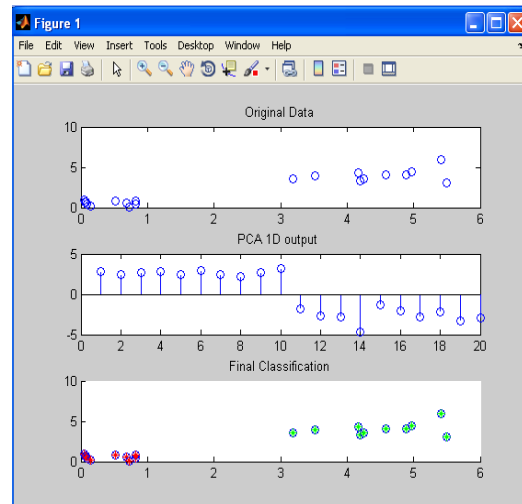 Figure 1
File Edit View Insert Tools Desktop Window Help
Original Data
10
5
0
0 1 2 3 4 5 6
PCA 1D output
5
0
-5
0 2 4 6 8 10 12 14 16 18 20
Final Classification
10
5
0
0 1 2 3 4 5 6